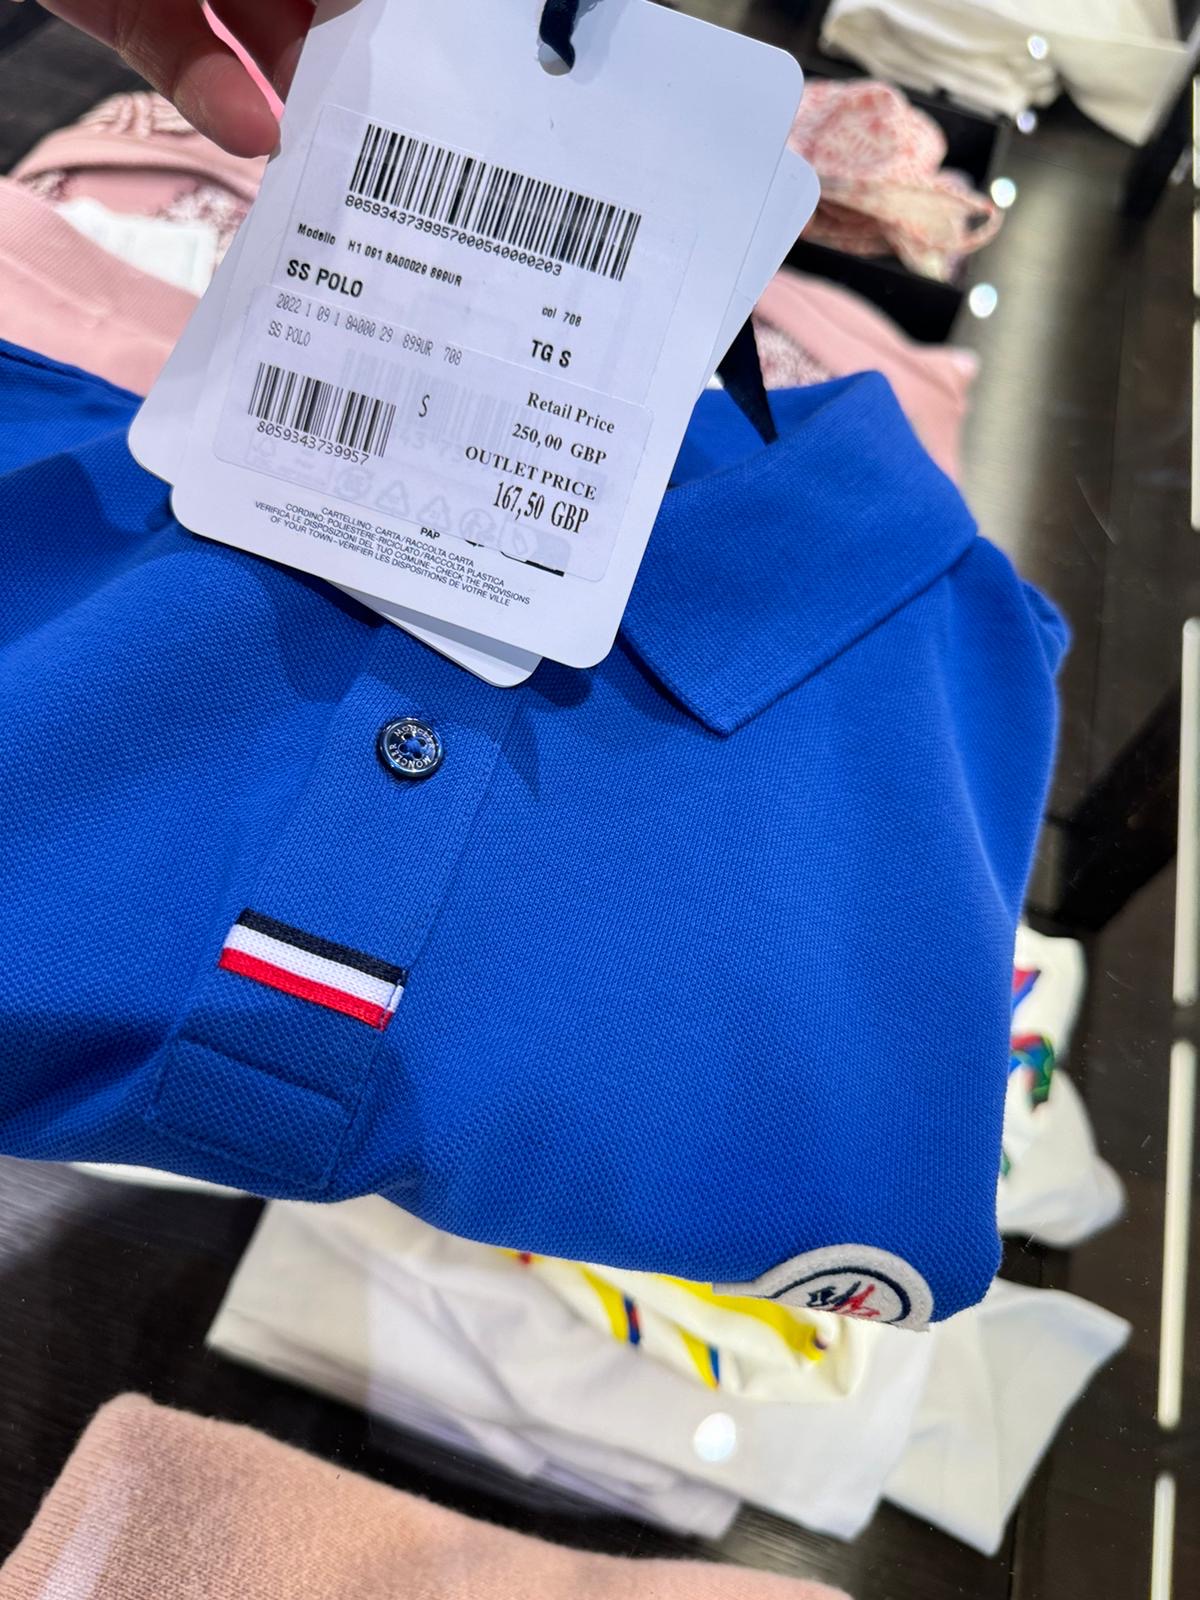 8059343739957000540000203
Modello H1 091 8A00029 899UR
SS POLO
col 708
TG S
2022 1 09 1 8A000 29 899UR 708
SS POLO
S
8059343739957
Retail Price
250,00 GBP
OUTLET PRICE
167,50 GBP
PAP
CARTELLINO: CARTA/RACCOLTA CARTA
CORDINO: POLIESTERE-RICICLATO/RACCOLTA PLASTICA
VERIFICA LE DISPOSIZIONI DEL TUO COMUNE-CHECK THE PROVISIONS
OF YOUR TOWN-VÉRIFIER LES DISPOSITIONS DE VOTRE VILLE
MONCLER MONCLER